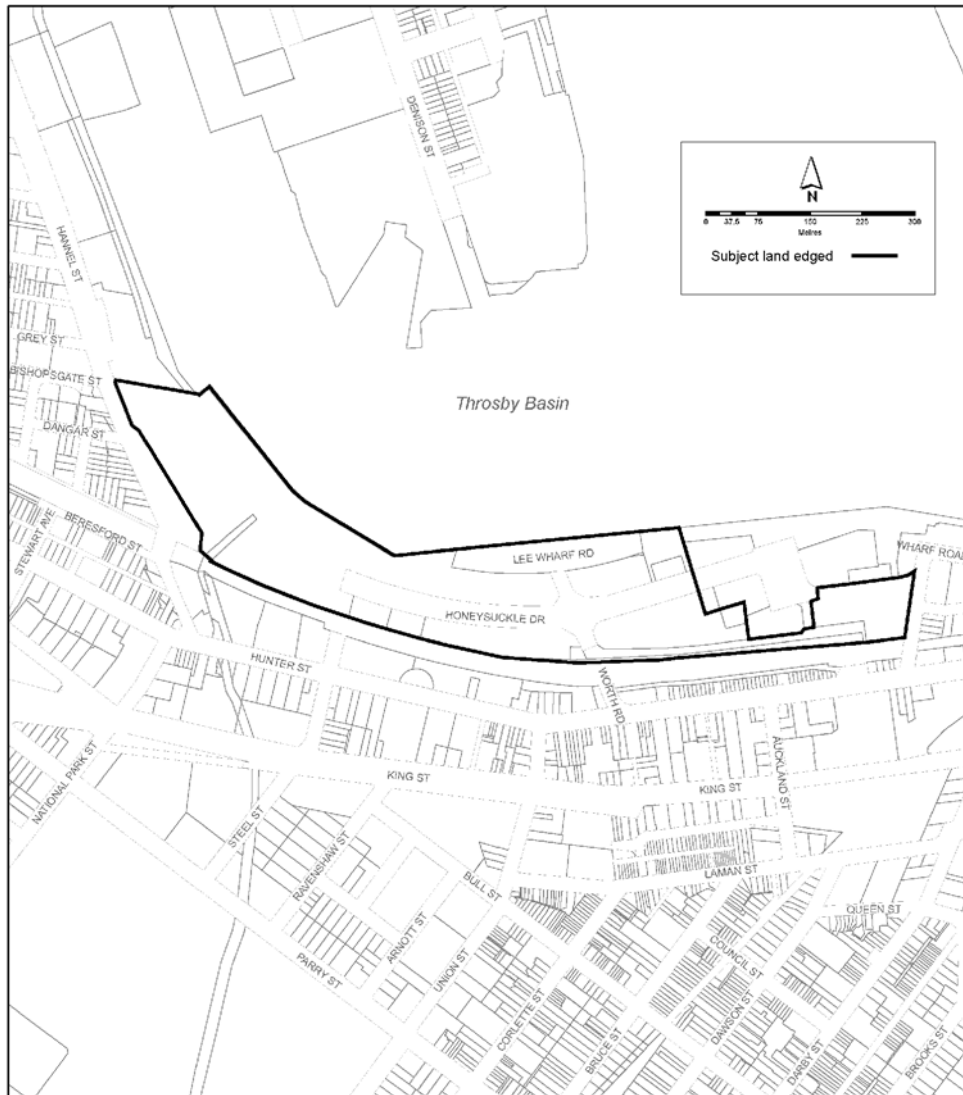 DENISON ST
N
0 37.5 75 150 225 300
Metres
Subject land edged
HANNEL ST
GREY ST
BISHOPSGATE ST
DANGAR ST
Throsby Basin
STEWART AVE
BERESFORD ST
LEE WHARF RD
WHARF ROAD
HONEYSUCKLE DR
HUNTER ST
WORTH RD
NATIONAL PARK ST
KING ST
KING ST
AUCKLAND ST
STEEL ST
RAVENSHAW ST
LAMAN ST
BULL ST
QUEEN ST
ARNOTT ST
UNION ST
COUNCIL ST
PARRY ST
CORLETTE ST
BRUCE ST
DAWSON ST
DARBY ST
BROOKS ST